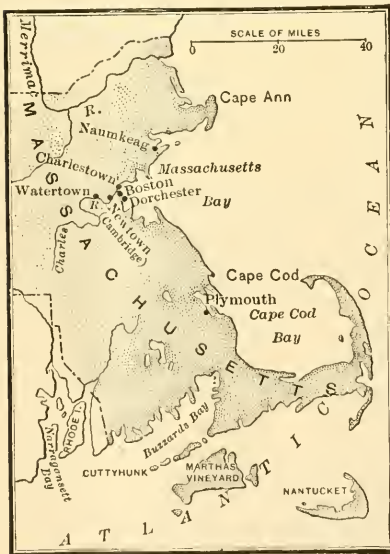 SCALE OF MILES
0 20 40
Merrimac
R.
Cape Ann
Naumkeag
Massachusetts
Bay
Charlestown
Boston
Watertown
Dorchester
R.
Newtown
(Cambridge)
Charles
MASSACHUSETTS
Cape Cod
Plymouth
Cape Cod
Bay
Buzzards Bay
RHODE I.
Narragansett
Bay
CUTTYHUNK
MARTHAS
VINEYARD
NANTUCKET
ATLANTIC
OCEAN